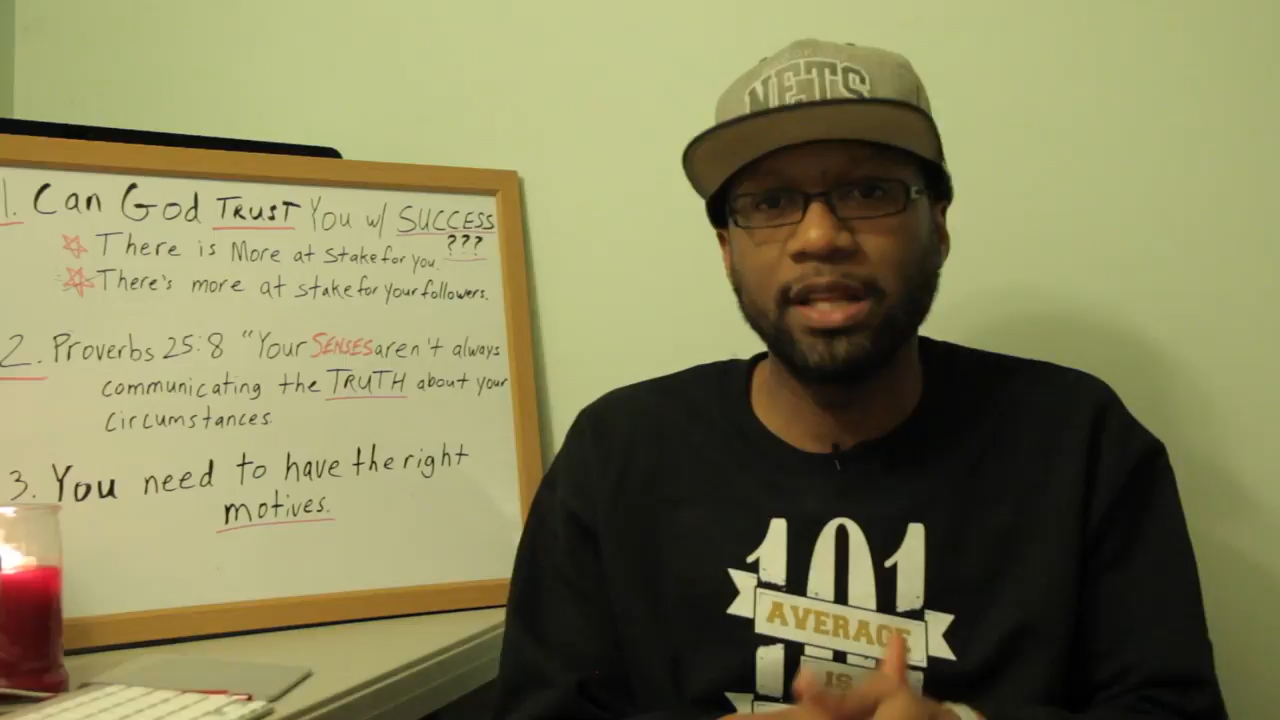 1. Can God TRUST You w/ SUCCESS
???
☆ There is More at stake for you.
☆ There's more at stake for your followers.
2. Proverbs 25:8 "Your SENSES aren't always
communicating the TRUTH about your
circumstances.
3. You need to have the right
motives.
NETS
101
AVERAGE
IS